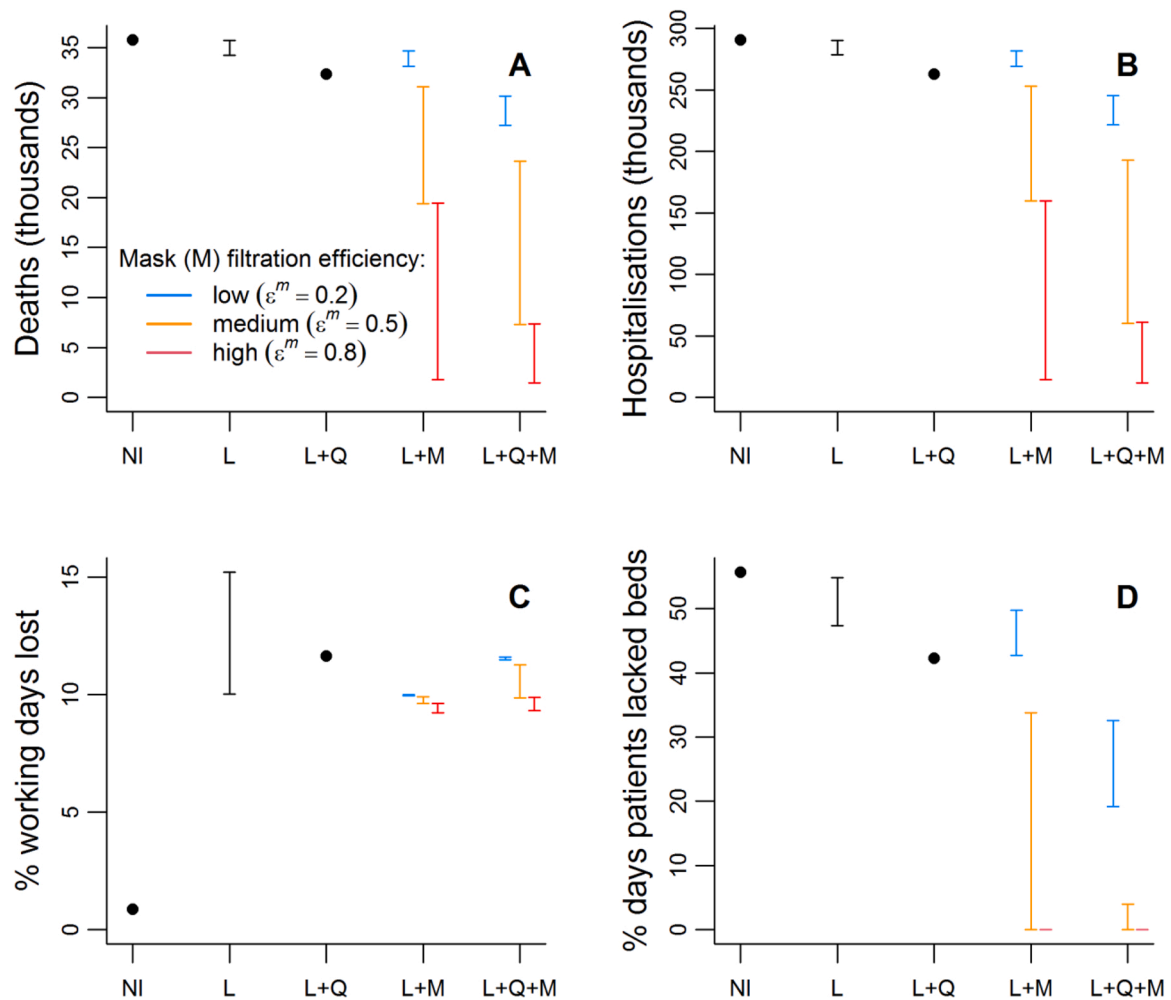 A
Deaths (thousands)
35
30
25
20
15
10
5
0
Mask (M) filtration efficiency:
low (εᵐ = 0.2)
medium (εᵐ = 0.5)
high (εᵐ = 0.8)
NI L L+Q L+M L+Q+M
B
Hospitalisations (thousands)
300
250
200
150
100
50
0
NI L L+Q L+M L+Q+M
C
% working days lost
15
10
5
0
NI L L+Q L+M L+Q+M
D
% days patients lacked beds
50
40
30
20
10
0
NI L L+Q L+M L+Q+M